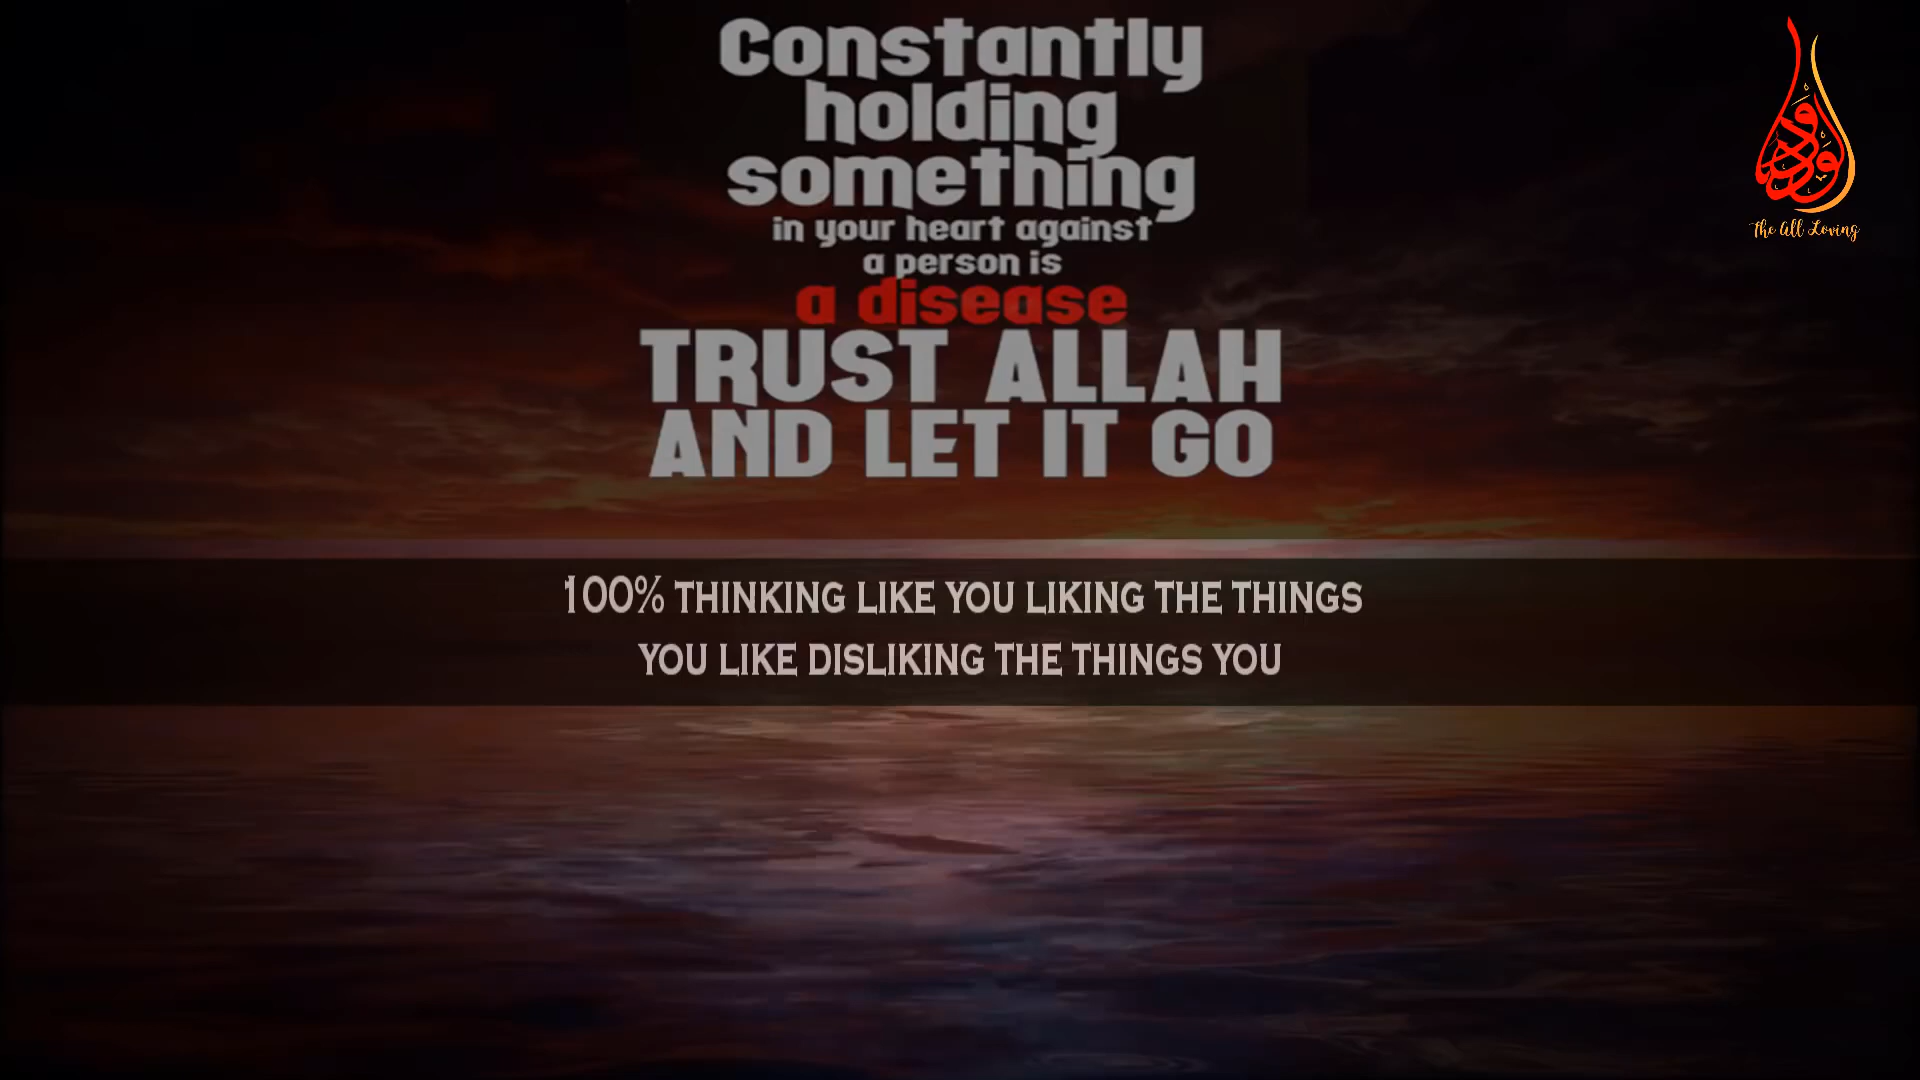 Constantly
holding
something
in your heart against
a person is
a disease
TRUST ALLAH
AND LET IT GO
The All Loving
100% THINKING LIKE YOU LIKING THE THINGS
YOU LIKE DISLIKING THE THINGS YOU